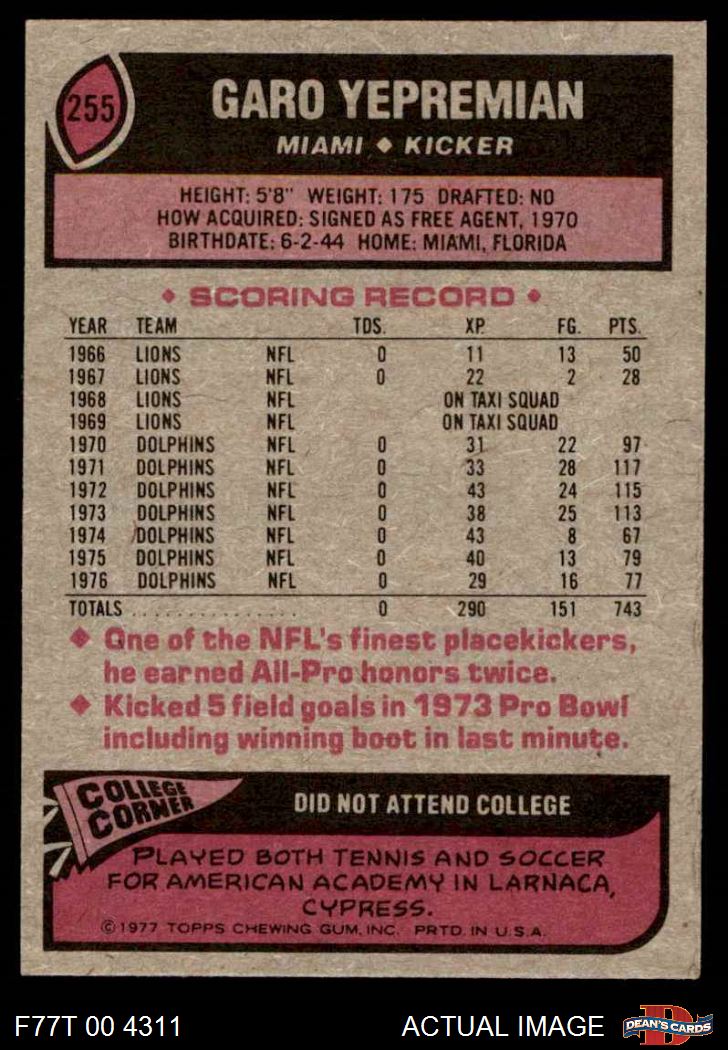 255
GARO YEPREMIAN
MIAMI ◆ KICKER
HEIGHT: 5'8" WEIGHT: 175 DRAFTED: NO
HOW ACQUIRED: SIGNED AS FREE AGENT, 1970
BIRTHDATE: 6-2-44 HOME: MIAMI, FLORIDA
◆ SCORING RECORD ◆
YEAR TEAM TDS. XP. FG. PTS.
1966 LIONS NFL 0 11 13 50
1967 LIONS NFL 0 22 2 28
1968 LIONS NFL ON TAXI SQUAD
1969 LIONS NFL ON TAXI SQUAD
1970 DOLPHINS NFL 0 31 22 97
1971 DOLPHINS NFL 0 33 28 117
1972 DOLPHINS NFL 0 43 24 115
1973 DOLPHINS NFL 0 38 25 113
1974 DOLPHINS NFL 0 43 8 67
1975 DOLPHINS NFL 0 40 13 79
1976 DOLPHINS NFL 0 29 16 77
TOTALS . . . . . . . . . . . . . . . . 0 290 151 743
◆ One of the NFL's finest placekickers,
he earned All-Pro honors twice.
◆ Kicked 5 field goals in 1973 Pro Bowl
including winning boot in last minute.
COLLEGE
CORNER
DID NOT ATTEND COLLEGE
PLAYED BOTH TENNIS AND SOCCER
FOR AMERICAN ACADEMY IN LARNACA,
CYPRESS.
©1977 TOPPS CHEWING GUM, INC. PRTD. IN U.S.A.
F77T 00 4311
ACTUAL IMAGE
D
DEAN'S CARDS